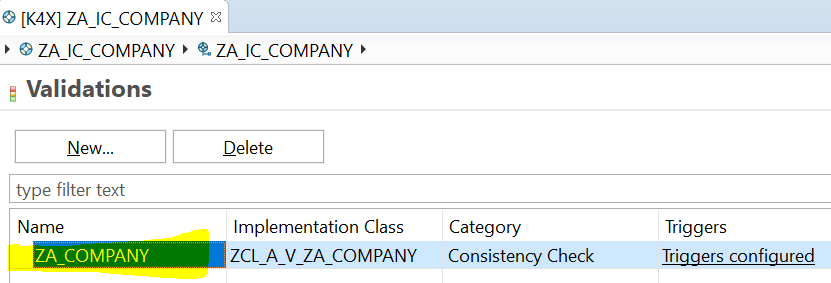 [K4X] ZA_IC_COMPANY
ZA_IC_COMPANY ZA_IC_COMPANY
Validations
New... Delete
type filter text
Name Implementation Class Category Triggers
ZA_COMPANY ZCL_A_V_ZA_COMPANY Consistency Check Triggers configured